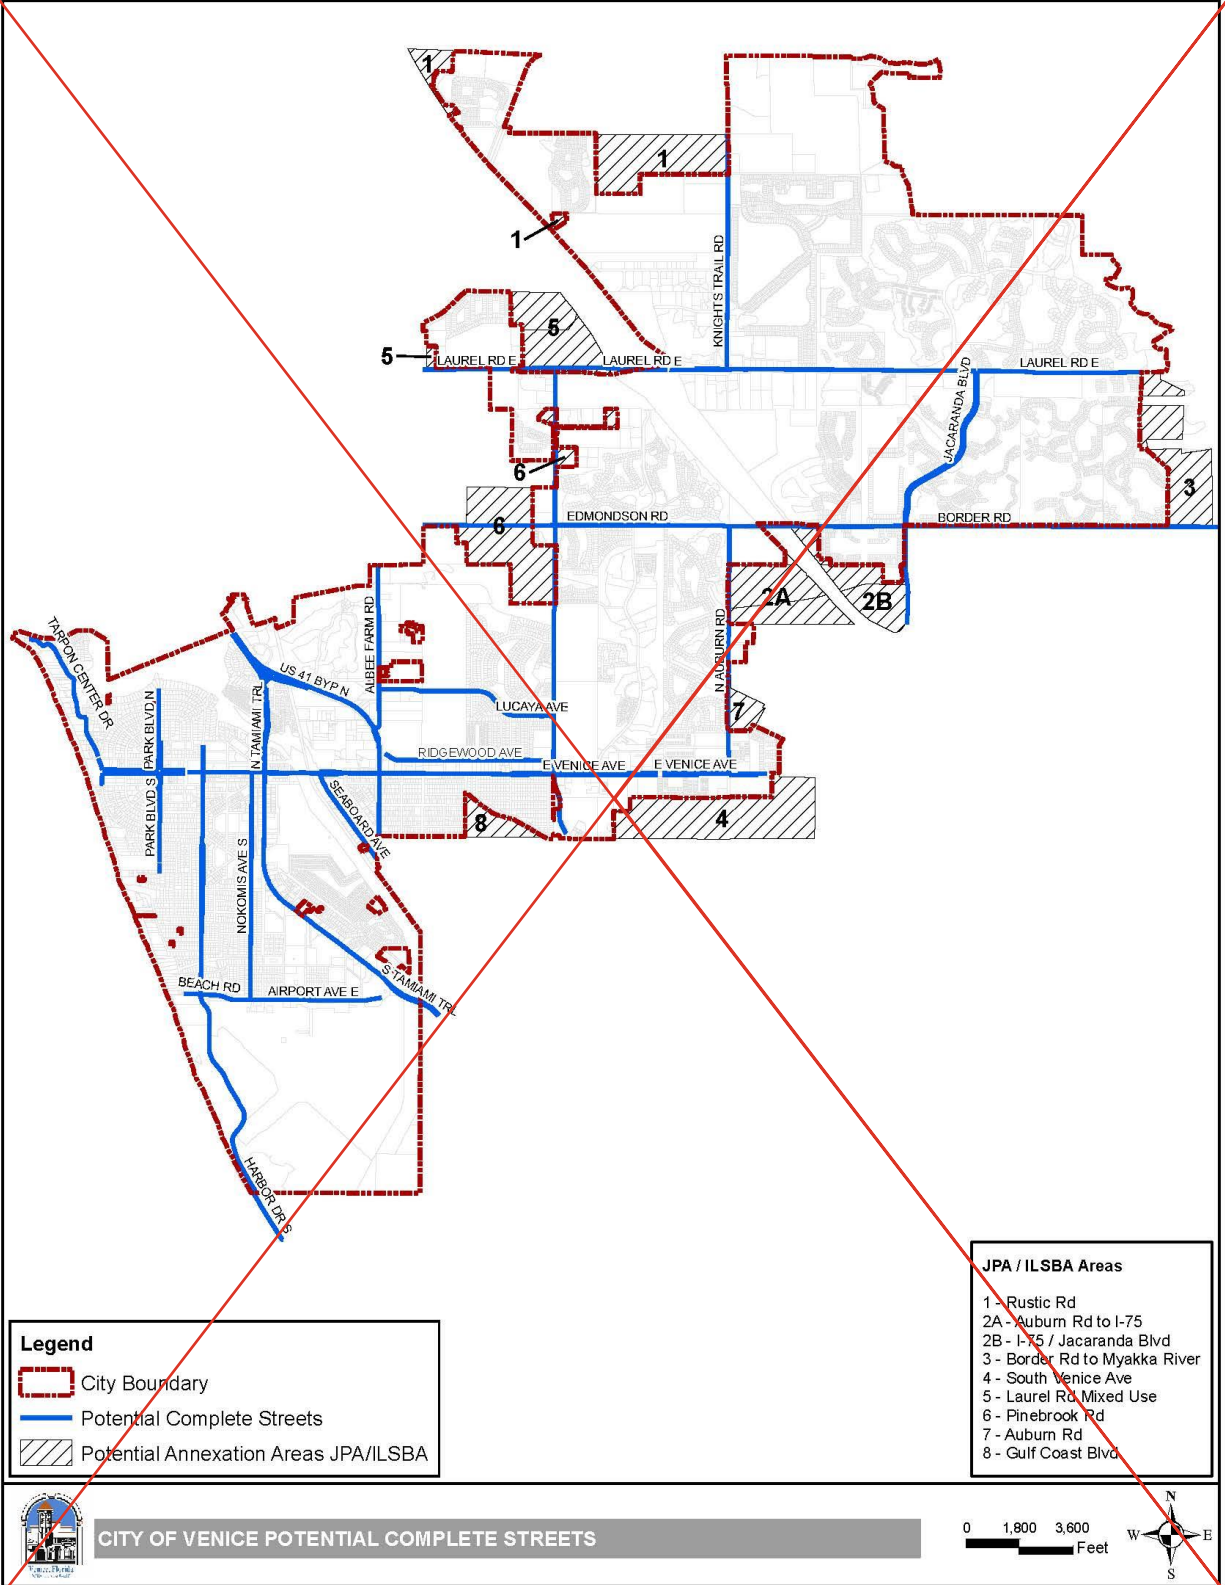 1
1
1
KNIGHTS TRAIL RD
5
5
LAUREL RD E
LAUREL RD E
LAUREL RD E
JACARANDA BLVD
6
3
6
EDMONDSON RD
BORDER RD
2A
2B
ALBEE FARM RD
N AUBURN RD
TARPON CENTER DR
US 41 BYP N
N TAMIAMI TRL
PARK BLVD N
LUCAYA AVE
7
RIDGEWOOD AVE
E VENICE AVE
E VENICE AVE
PARK BLVD S
SEABOARD AVE
8
4
NOKOMIS AVE S
BEACH RD
AIRPORT AVE E
S TAMIAMI TRL
HARBOR DR S
JPA / ILSBA Areas
1 - Rustic Rd
2A - Auburn Rd to I-75
2B - I-75 / Jacaranda Blvd
3 - Border Rd to Myakka River
4 - South Venice Ave
5 - Laurel Rd Mixed Use
6 - Pinebrook Rd
7 - Auburn Rd
8 - Gulf Coast Blvd
Legend
City Boundary
Potential Complete Streets
Potential Annexation Areas JPA/ILSBA
Venice, Florida
CITY OF VENICE POTENTIAL COMPLETE STREETS
0 1,800 3,600
Feet
N
W E
S